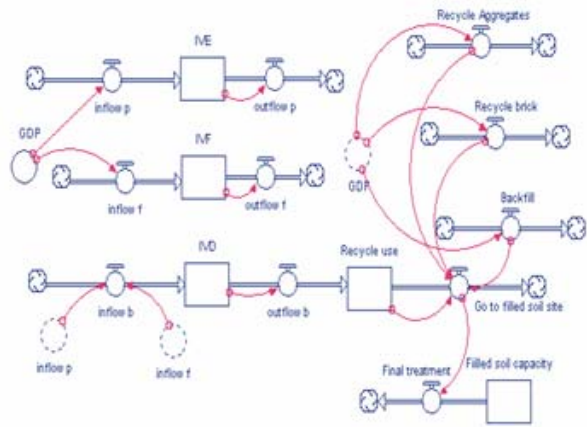 Recycle Aggregates
IVE
inflow p
outflow p
GDP
Recycle brick
IVF
GDP
inflow f
outflow f
Backfill
IVD
Recycle use
inflow b
outflow b
Go to filled soil site
inflow p
inflow f
Final treatment
Fiilled soil capacity